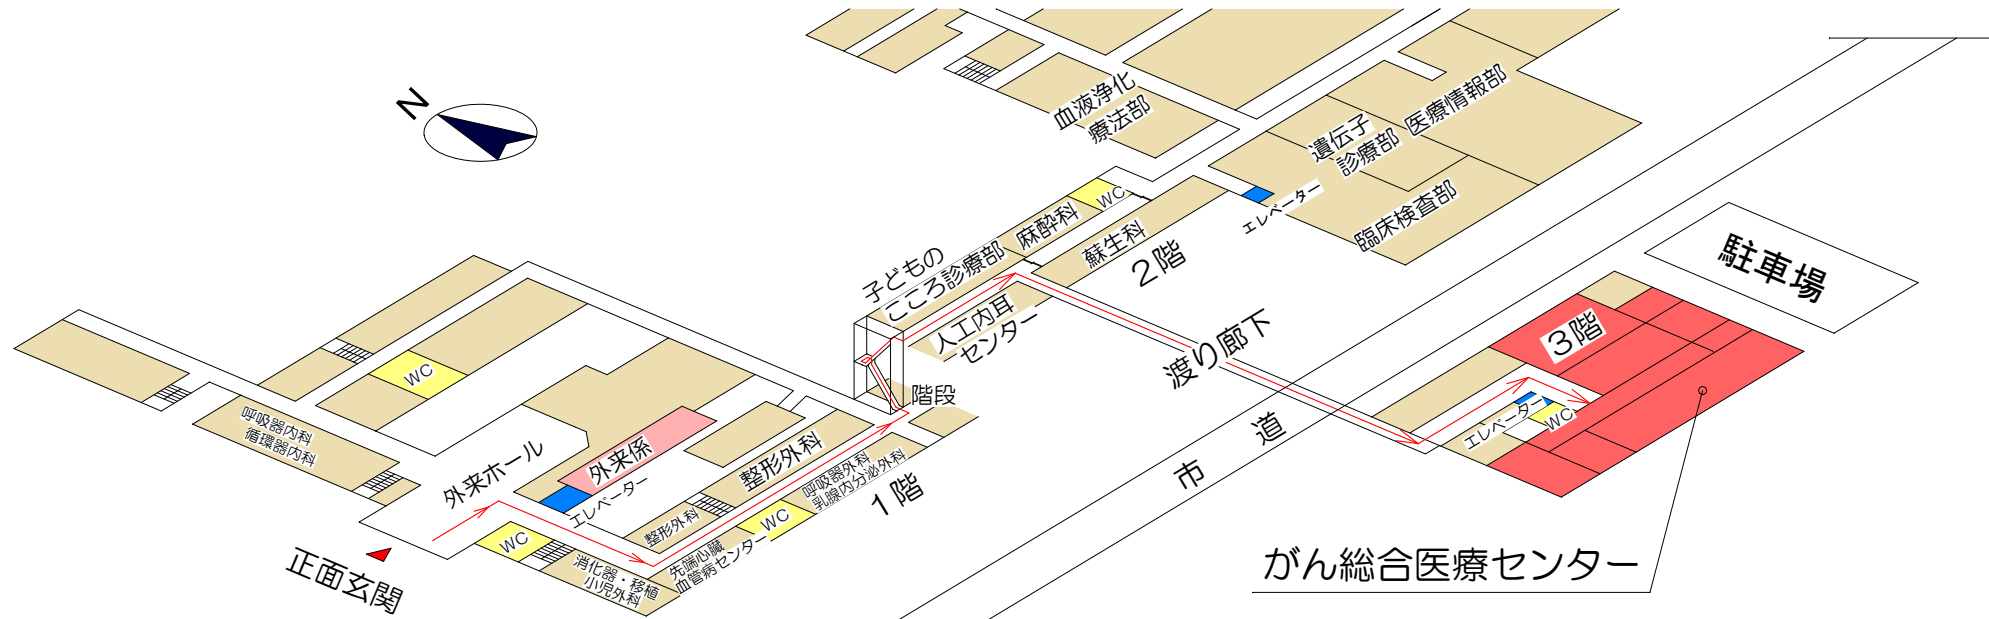 N
血液浄化
療法部
遺伝子
診療部
医療情報部
エレベーター
臨床検査部
WC
麻酔科
蘇生科
2階
子どもの
こころ診療部
人工内耳
センター
階段
渡り廊下
駐車場
3階
エレベーター
WC
市道
がん総合医療センター
WC
呼吸器内科
循環器内科
外来ホール
外来係
エレベーター
整形外科
整形外科
呼吸器外科
乳腺内分泌外科
1階
WC
WC
先端心臓
血管病センター
消化器・移植
小児外科
正面玄関